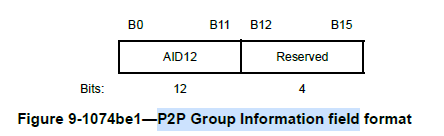 B0 B11 B12 B15
AID12 Reserved
Bits: 12 4
Figure 9-1074be1—P2P Group Information field format